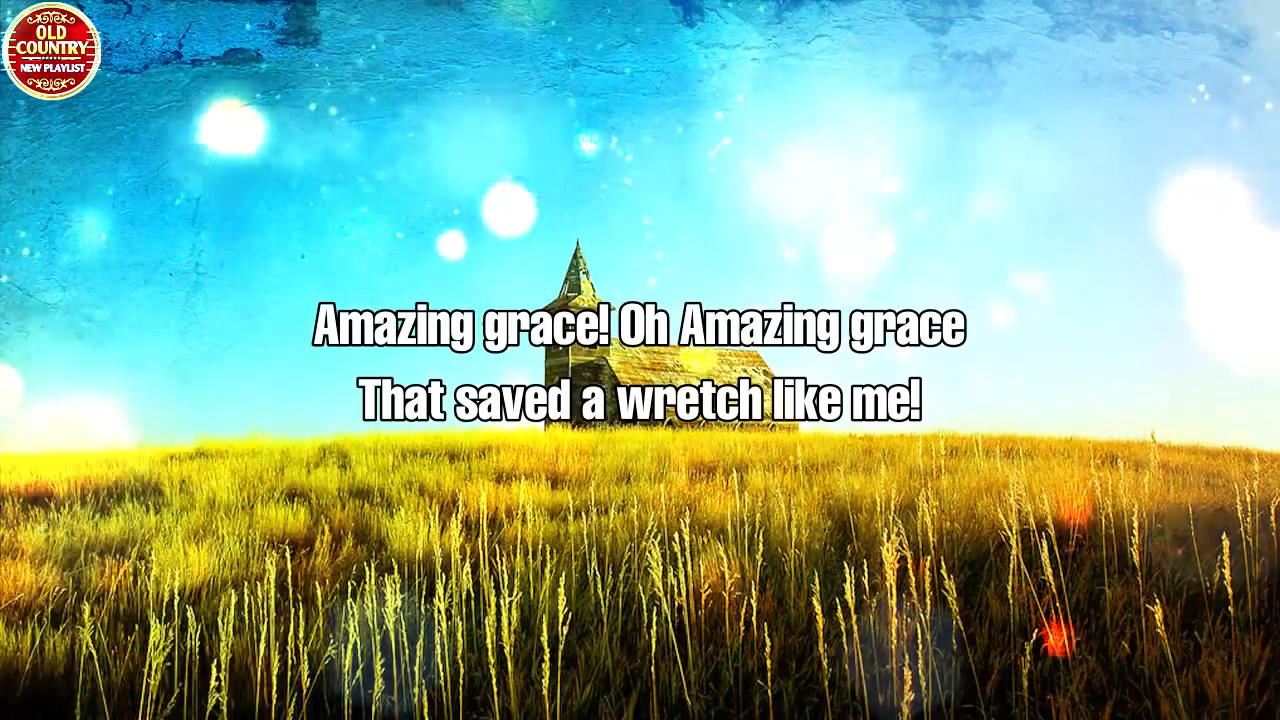 OLD
COUNTRY
NEW PLAYLIST
Amazing grace! Oh Amazing grace
That saved a wretch like me!